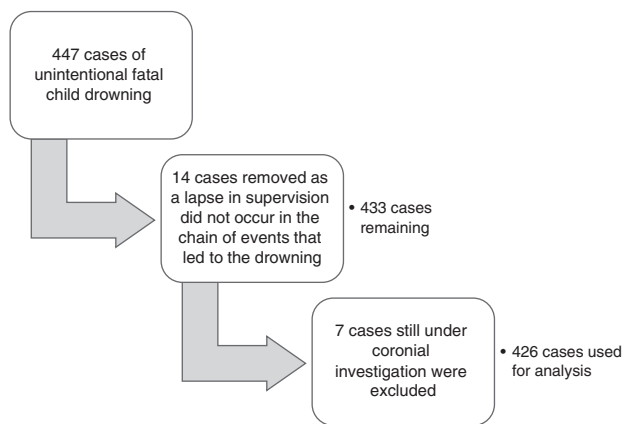 447 cases of
unintentional fatal
child drowning
14 cases removed as
a lapse in supervision
did not occur in the
chain of events that
led to the drowning
• 433 cases
remaining
7 cases still under
coronial
investigation were
excluded
• 426 cases used
for analysis